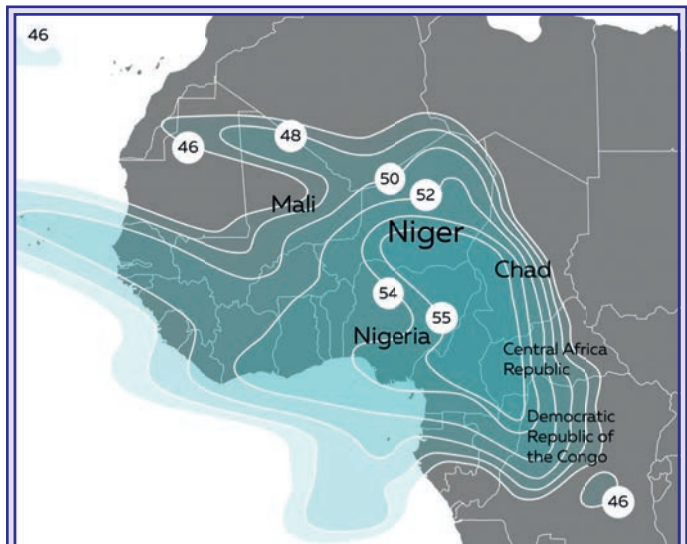 46
48
46
50
52
Mali
Niger
Chad
54
55
Nigeria
Central Africa
Republic
Democratic
Republic of
the Congo
46